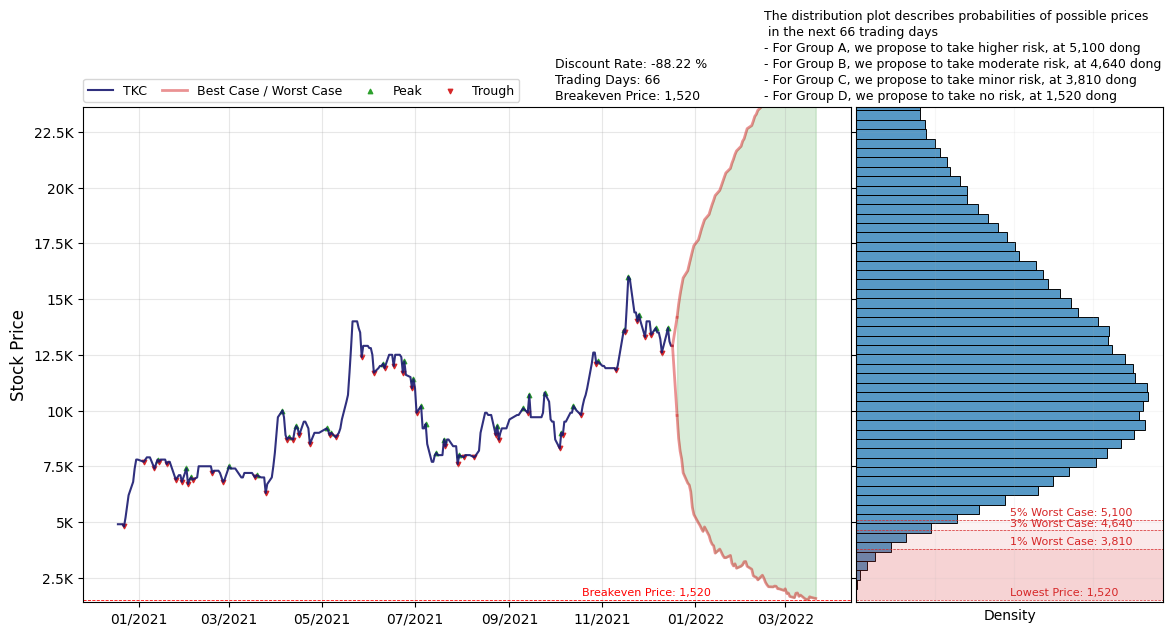 The distribution plot describes probabilities of possible prices
in the next 66 trading days
- For Group A, we propose to take higher risk, at 5,100 dong
- For Group B, we propose to take moderate risk, at 4,640 dong
- For Group C, we propose to take minor risk, at 3,810 dong
- For Group D, we propose to take no risk, at 1,520 dong
Discount Rate: -88.22 %
Trading Days: 66
Breakeven Price: 1,520
TKC Best Case / Worst Case Peak Trough
Stock Price
22.5K
20K
17.5K
15K
12.5K
10K
7.5K
5K
2.5K
Breakeven Price: 1,520
01/2021 03/2021 05/2021 07/2021 09/2021 11/2021 01/2022 03/2022
5% Worst Case: 5,100
3% Worst Case: 4,640
1% Worst Case: 3,810
Lowest Price: 1,520
Density